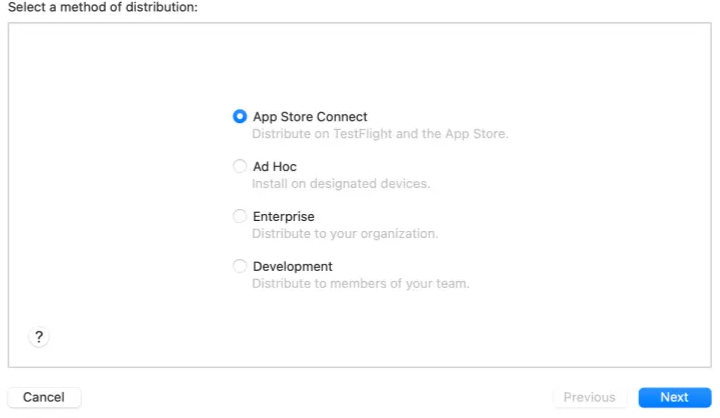 Select a method of distribution:
App Store Connect
Distribute on TestFlight and the App Store.
Ad Hoc
Install on designated devices.
Enterprise
Distribute to your organization.
Development
Distribute to members of your team.
?
Cancel
Previous
Next